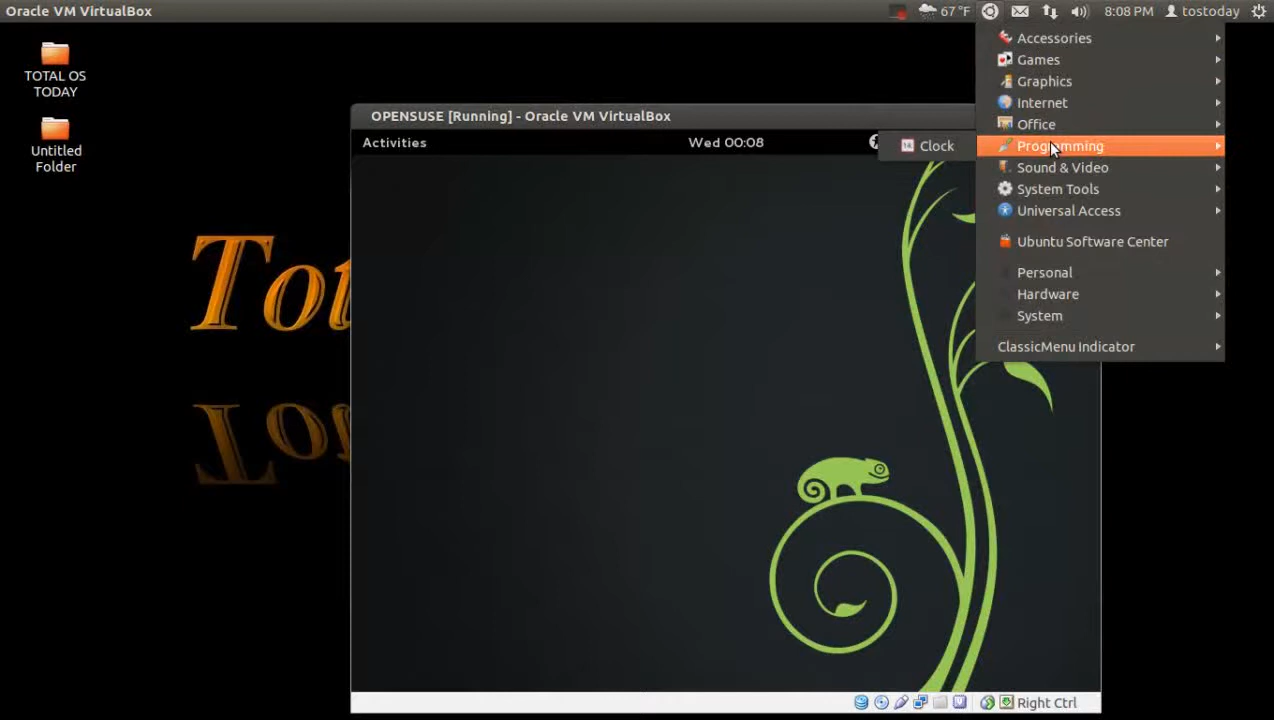 Oracle VM VirtualBox
67 °F
8:08 PM
tostoday
TOTAL OS
TODAY
Untitled
Folder
Tot
Tot
OPENSUSE [Running] - Oracle VM VirtualBox
Activities
Wed 00:08
Clock
Accessories
Games
Graphics
Internet
Office
Programming
Sound & Video
System Tools
Universal Access
Ubuntu Software Center
Personal
Hardware
System
ClassicMenu Indicator
Right Ctrl